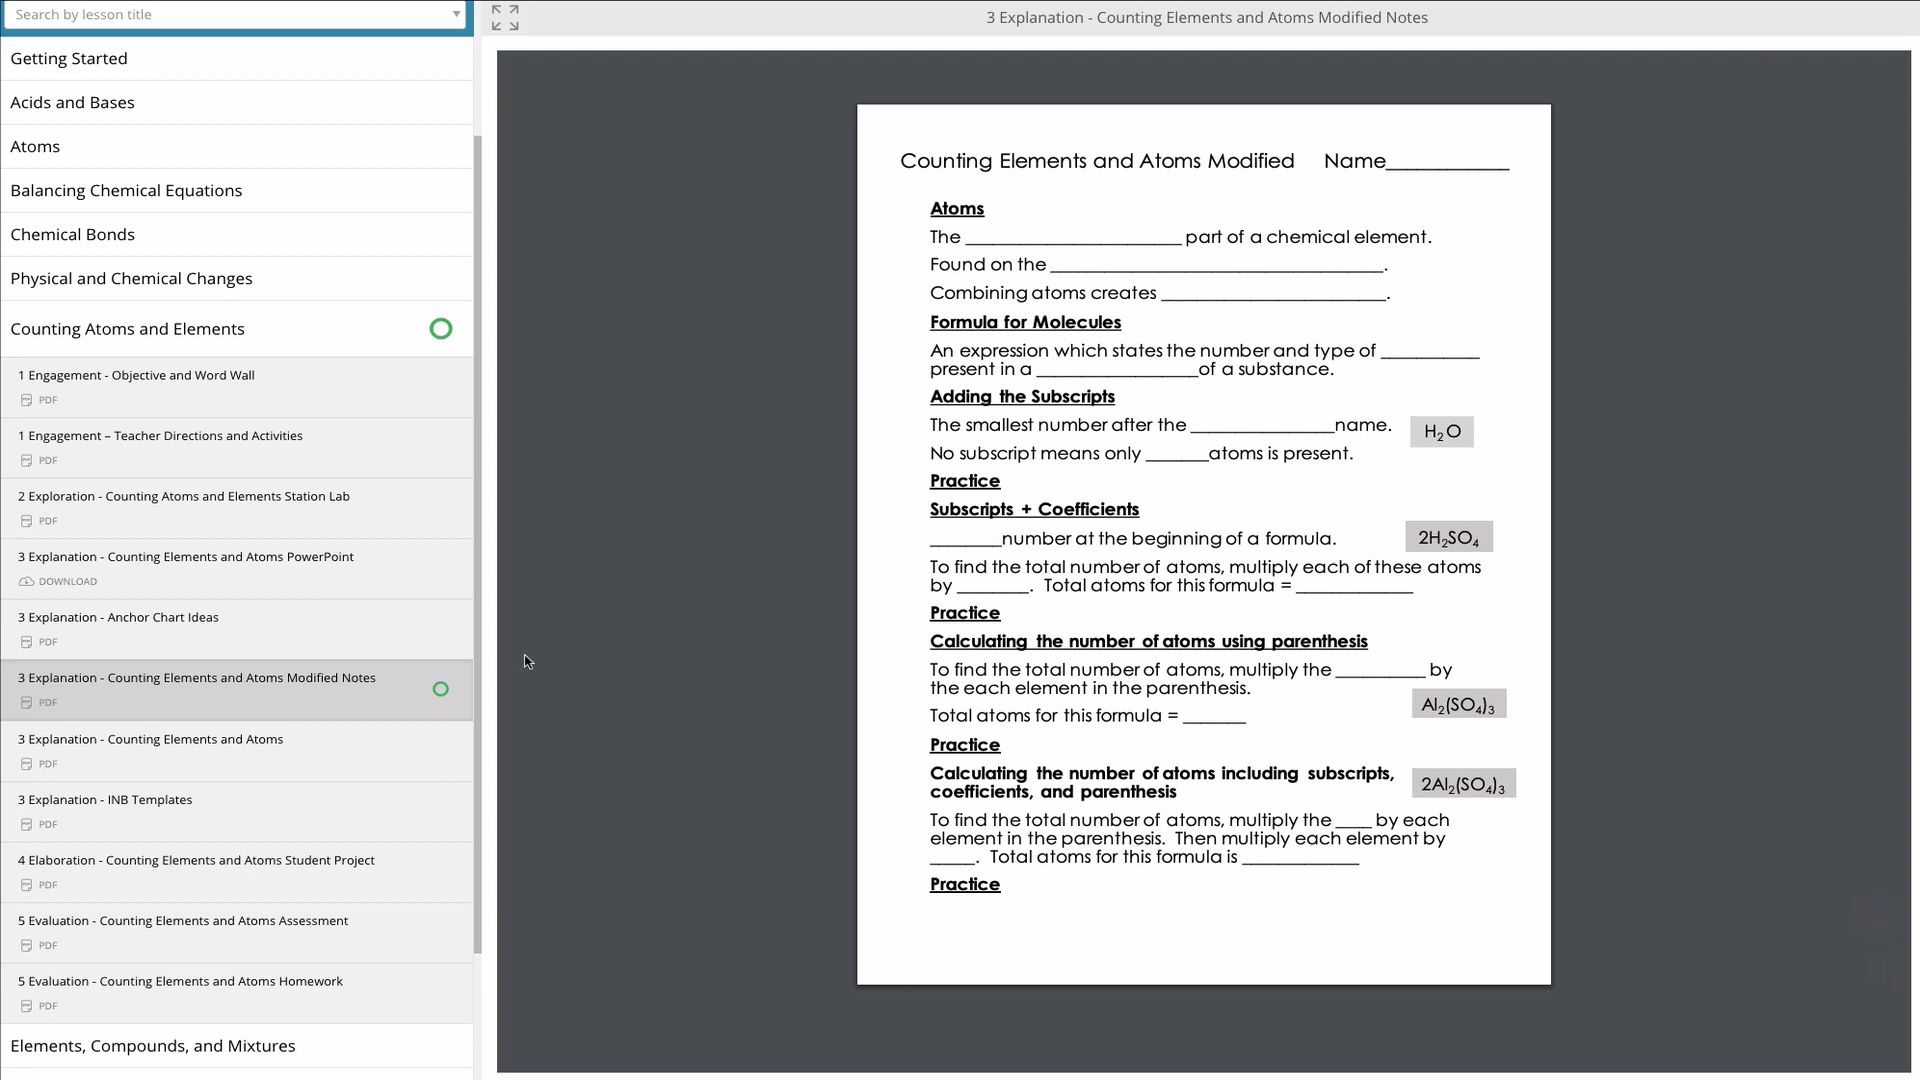 Search by lesson title
Getting Started
Acids and Bases
Atoms
Balancing Chemical Equations
Chemical Bonds
Physical and Chemical Changes
Counting Atoms and Elements
1 Engagement - Objective and Word Wall
PDF
1 Engagement – Teacher Directions and Activities
PDF
2 Exploration - Counting Atoms and Elements Station Lab
PDF
3 Explanation - Counting Elements and Atoms PowerPoint
DOWNLOAD
3 Explanation - Anchor Chart Ideas
PDF
3 Explanation - Counting Elements and Atoms Modified Notes
PDF
3 Explanation - Counting Elements and Atoms
PDF
3 Explanation - INB Templates
PDF
4 Elaboration - Counting Elements and Atoms Student Project
PDF
5 Evaluation - Counting Elements and Atoms Assessment
PDF
5 Evaluation - Counting Elements and Atoms Homework
PDF
Elements, Compounds, and Mixtures
3 Explanation - Counting Elements and Atoms Modified Notes
Counting Elements and Atoms Modified Name____________
Atoms
The ________________________ part of a chemical element.
Found on the _____________________________________.
Combining atoms creates _________________________.
Formula for Molecules
An expression which states the number and type of ___________
present in a __________________of a substance.
Adding the Subscripts
The smallest number after the ________________name.
H₂O
No subscript means only _______atoms is present.
Practice
Subscripts + Coefficients
________number at the beginning of a formula.
2H₂SO₄
To find the total number of atoms, multiply each of these atoms
by ________. Total atoms for this formula = _____________
Practice
Calculating the number of atoms using parenthesis
To find the total number of atoms, multiply the __________ by
the each element in the parenthesis.
Al₂(SO₄)₃
Total atoms for this formula = _______
Practice
Calculating the number of atoms including subscripts,
coefficients, and parenthesis
2Al₂(SO₄)₃
To find the total number of atoms, multiply the ____ by each
element in the parenthesis. Then multiply each element by
_____. Total atoms for this formula is _____________
Practice